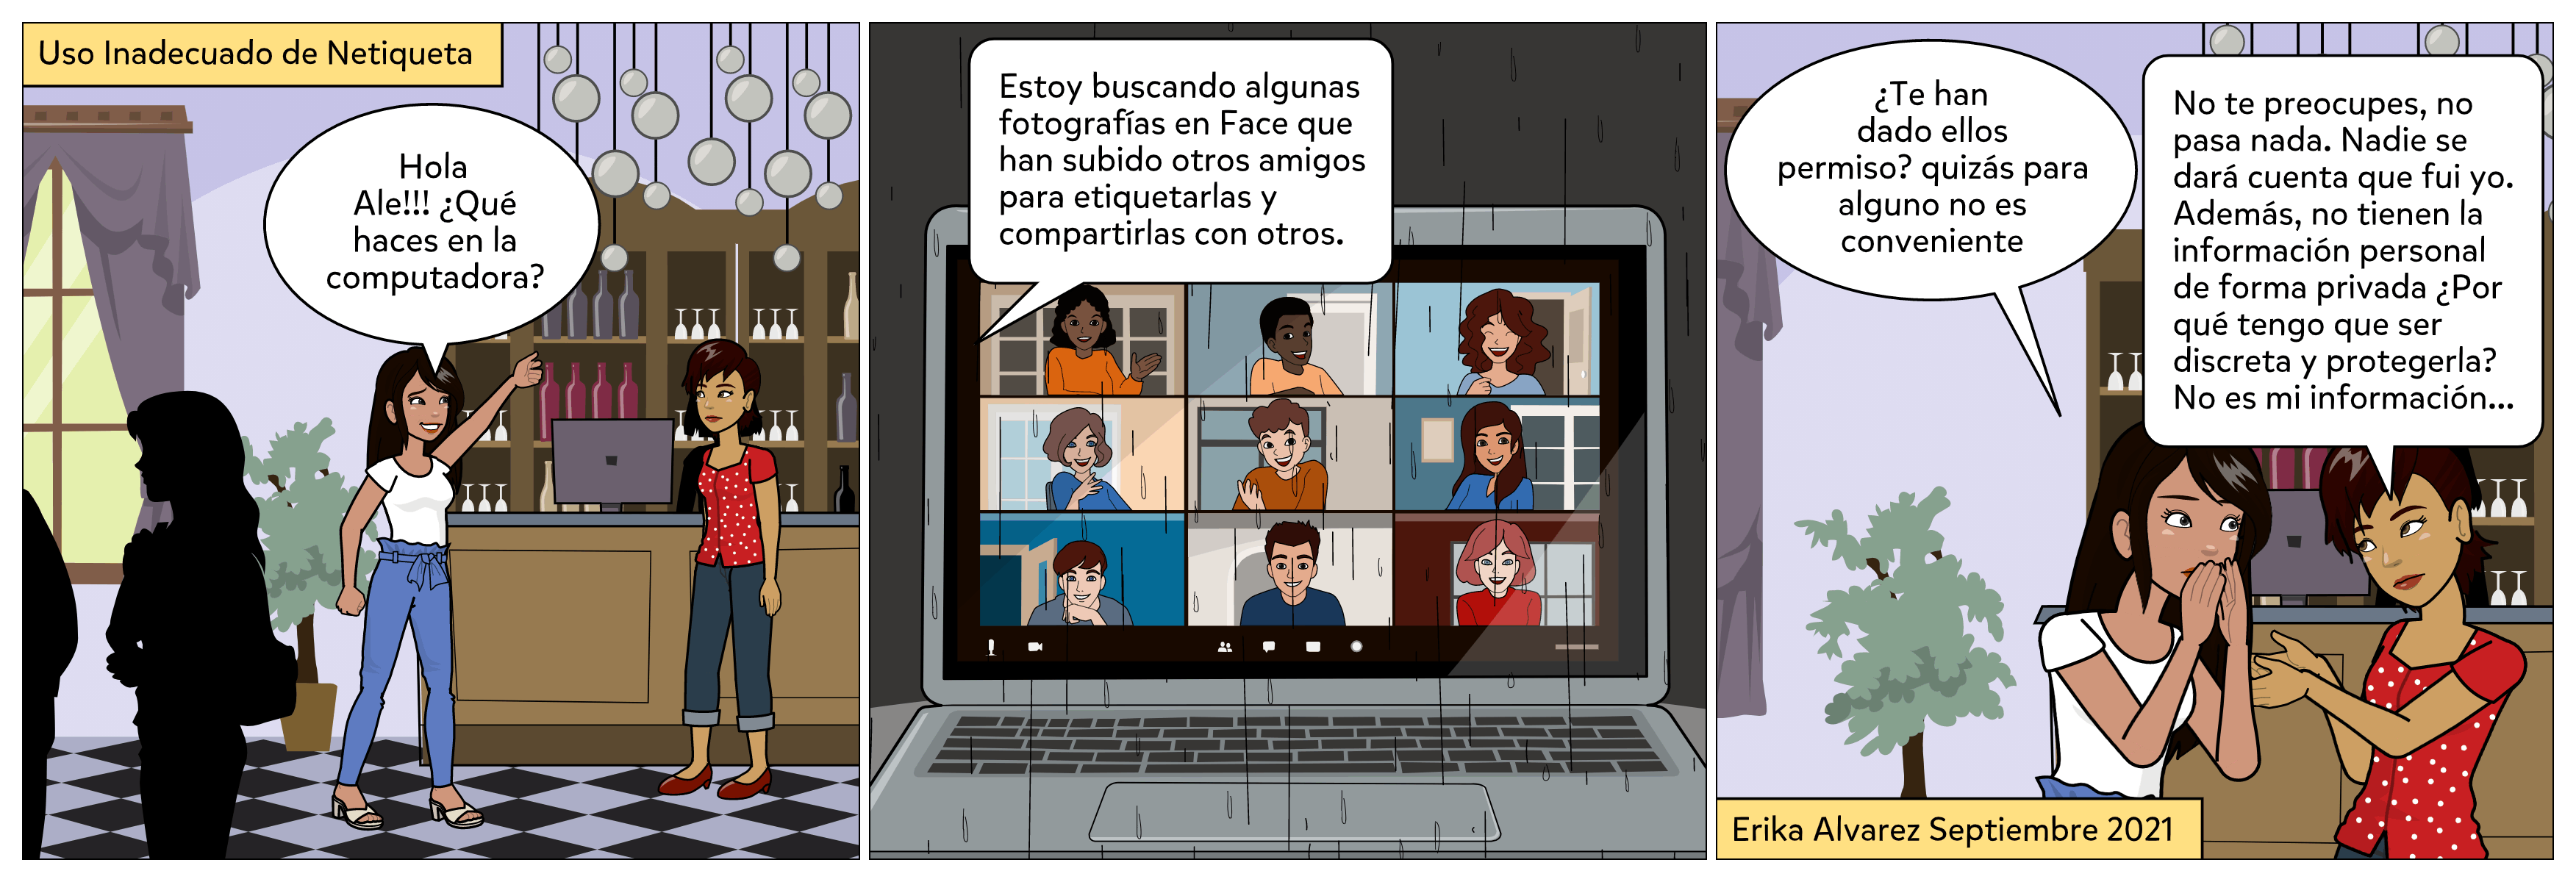 Uso Inadecuado de Netiqueta
Hola
Ale!!! ¿Qué
haces en la
computadora?
Estoy buscando algunas
fotografías en Face que
han subido otros amigos
para etiquetarlas y
compartirlas con otros.
¿Te han
dado ellos
permiso? quizás para
alguno no es
conveniente
No te preocupes, no
pasa nada. Nadie se
dará cuenta que fui yo.
Además, no tienen la
información personal
de forma privada ¿Por
qué tengo que ser
discreta y protegerla?
No es mi información...
Erika Alvarez Septiembre 2021